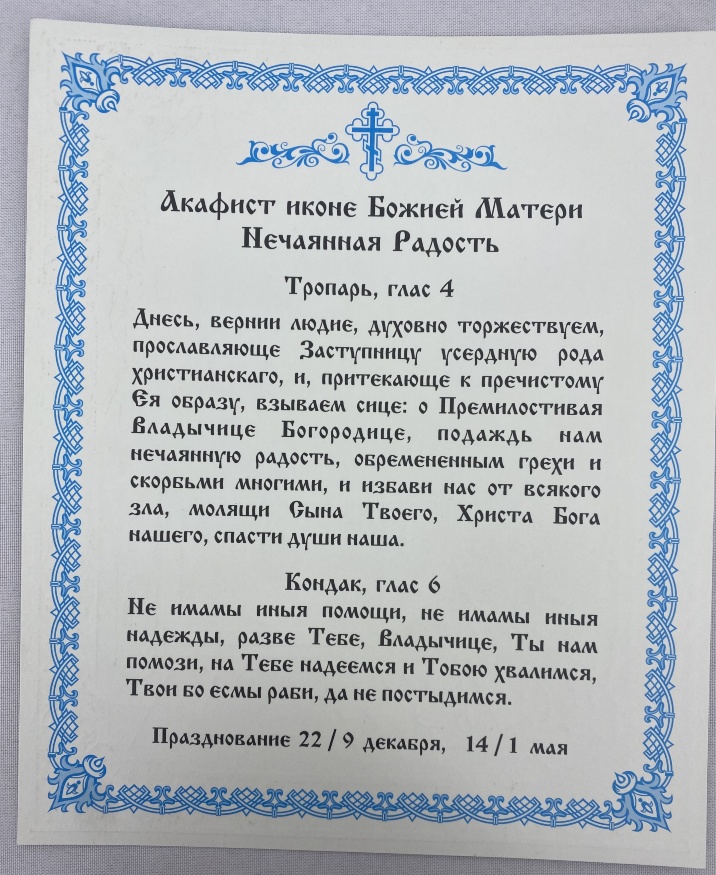 Акафист иконе Божией Матери
Нечаянная Радость
Тропарь, глас 4
Днесь, вернии людие, духовно торжествуем,
прославляюще Заступницу усердную рода
христианскаго, и, притекающе к пречистому
Ея образу, взываем сице: о Премилостивая
Владычице Богородице, подаждь нам
нечаянную радость, обремененным грехи и
скорбьми многими, и избави нас от всякого
зла, молящи Сына Твоего, Христа Бога
нашего, спасти души наша.
Кондак, глас 6
Не имамы иныя помощи, не имамы иныя
надежды, разве Тебе, Владычице, Ты нам
помози, на Тебе надеемся и Тобою хвалимся,
Твои бо есмы раби, да не постыдимся.
Празднование 22 / 9 декабря, 14 / 1 мая